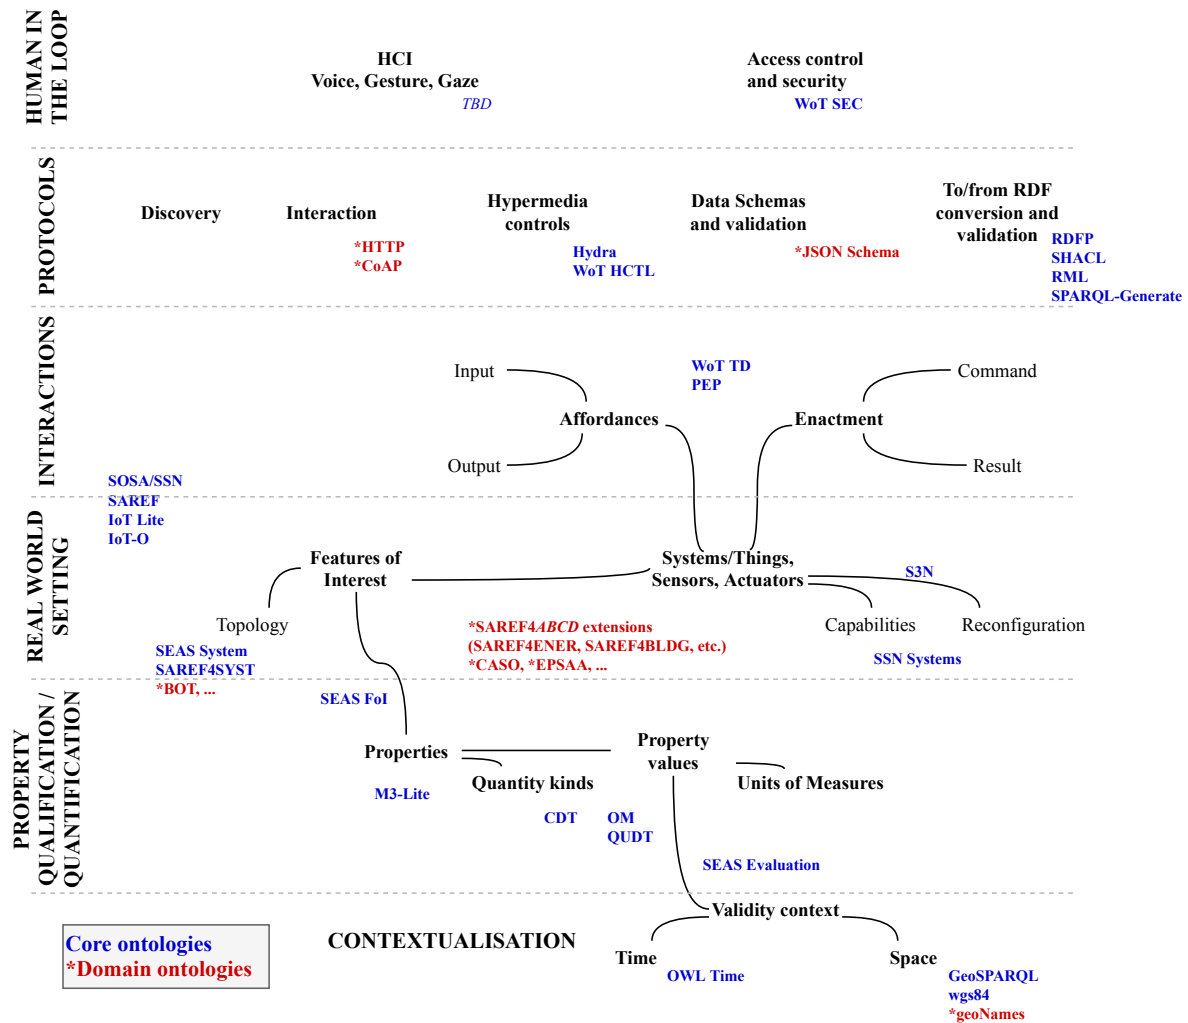 HUMAN IN
THE LOOP
HCI
Voice, Gesture, Gaze
TBD
Access control
and security
WoT SEC
PROTOCOLS
Discovery
Interaction
*HTTP
*CoAP
Hypermedia
controls
Hydra
WoT HCTL
Data Schemas
and validation
*JSON Schema
To/from RDF
conversion and
validation
RDFP
SHACL
RML
SPARQL-Generate
INTERACTIONS
Input
Affordances
Output
WoT TD
PEP
Command
Enactment
Result
SOSA/SSN
SAREF
IoT Lite
IoT-O
REAL WORLD
SETTING
Features of
Interest
Systems/Things,
Sensors, Actuators
S3N
Topology
SEAS System
SAREF4SYST
*BOT, ...
*SAREF4ABCD extensions
(SAREF4ENER, SAREF4BLDG, etc.)
*CASO, *EPSAA, ...
Capabilities
Reconfiguration
SSN Systems
PROPERTY
QUALIFICATION /
QUANTIFICATION
SEAS FoI
Properties
M3-Lite
Quantity kinds
CDT
OM
QUDT
Property
values
Units of Measures
SEAS Evaluation
CONTEXTUALISATION
Validity context
Time
OWL Time
Space
GeoSPARQL
wgs84
*geoNames
Core ontologies
*Domain ontologies